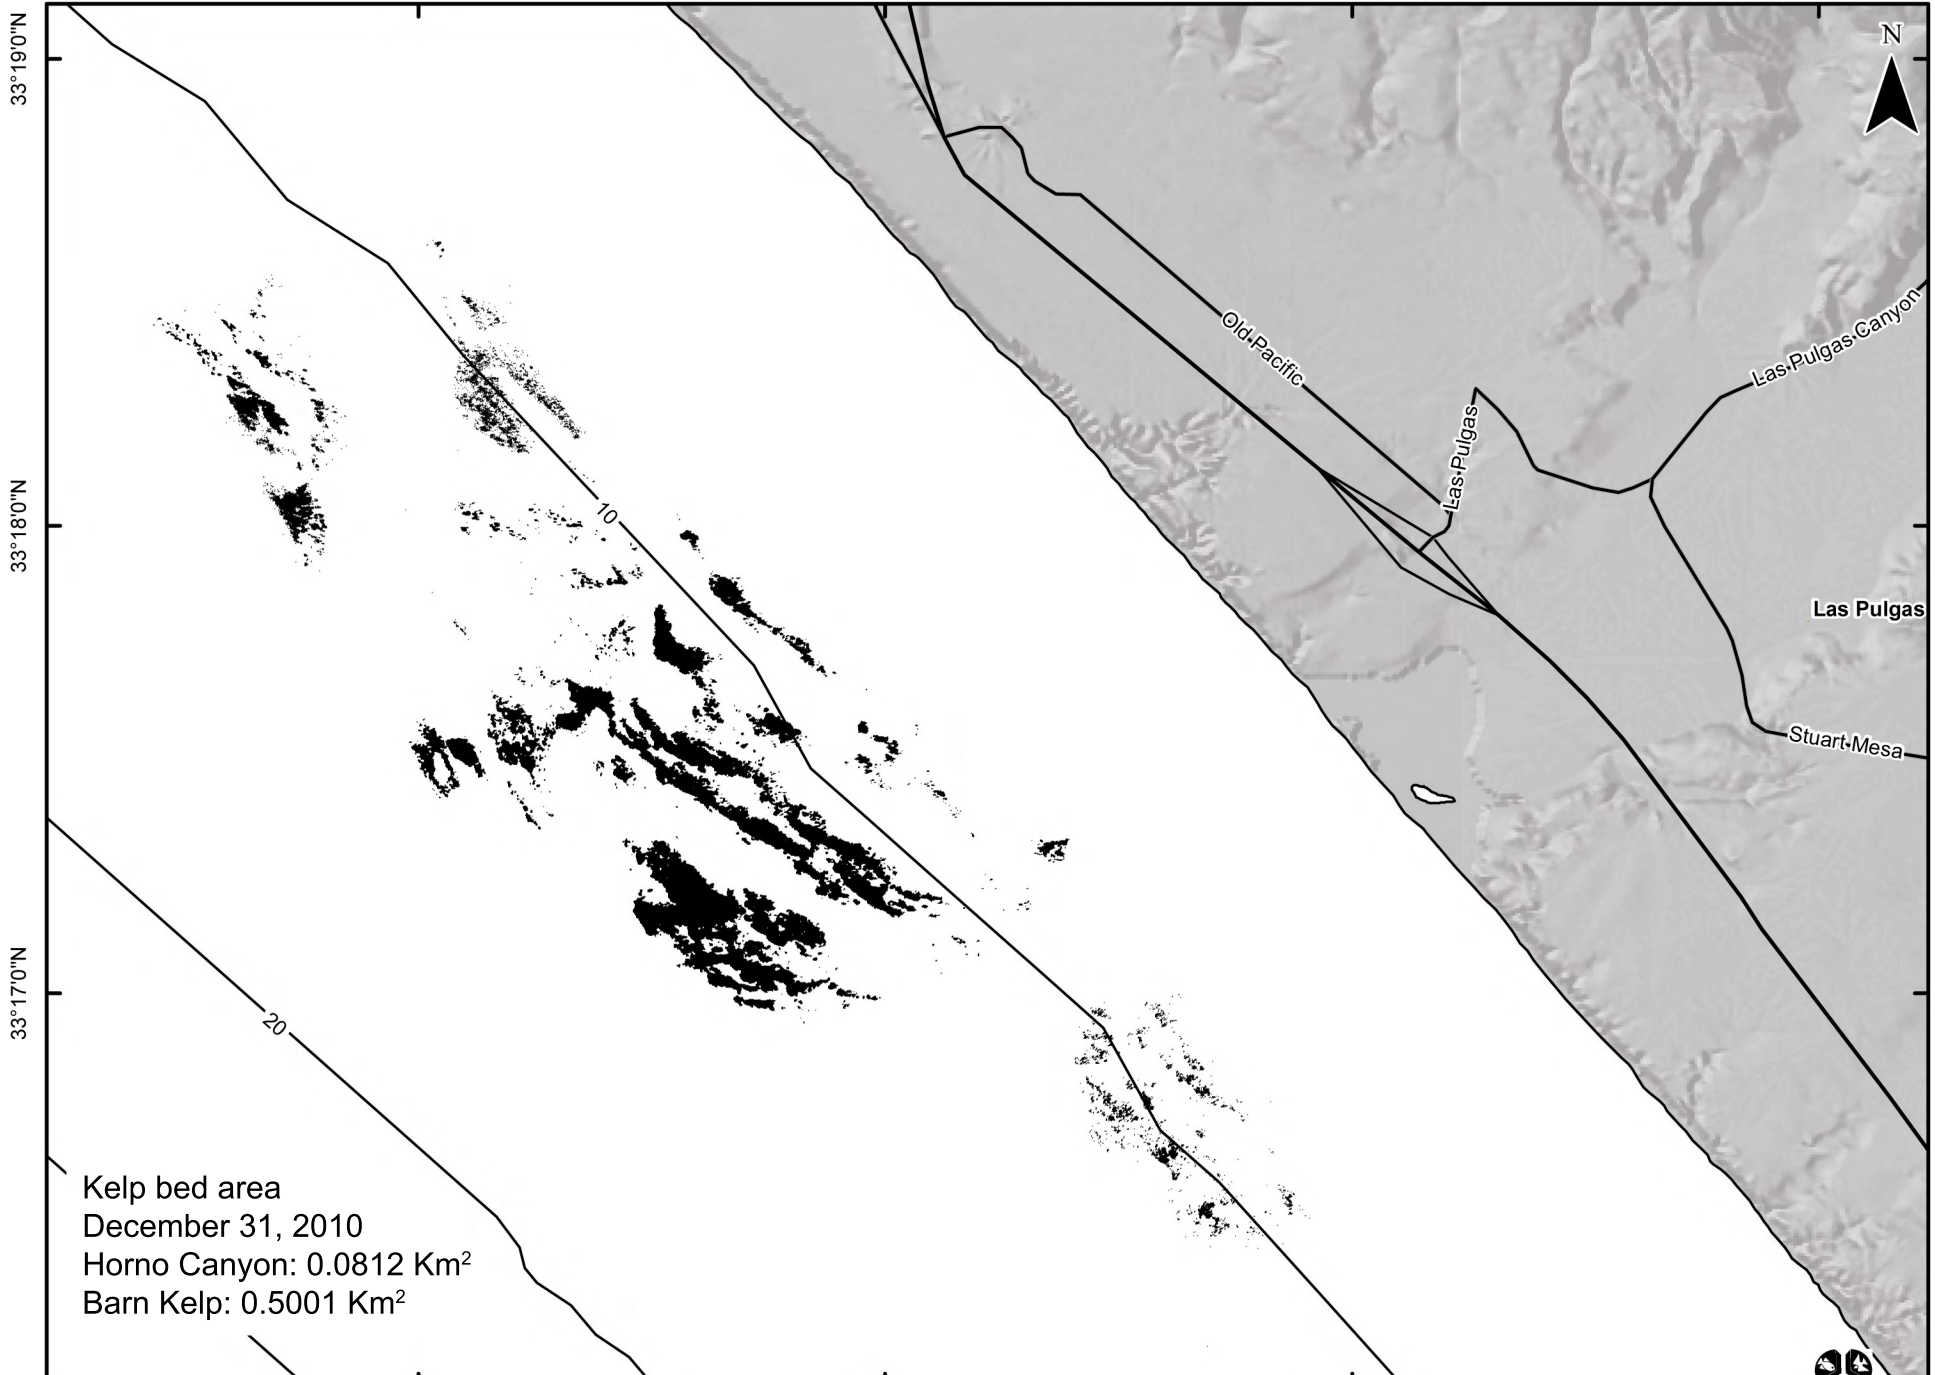 33°19'0"N
N
Old Pacific
Las Pulgas Canyon
Las Pulgas
33°18'0"N
10
Las Pulgas
Stuart Mesa
33°17'0"N
20
Kelp bed area
December 31, 2010
Horno Canyon: 0.0812 Km²
Barn Kelp: 0.5001 Km²